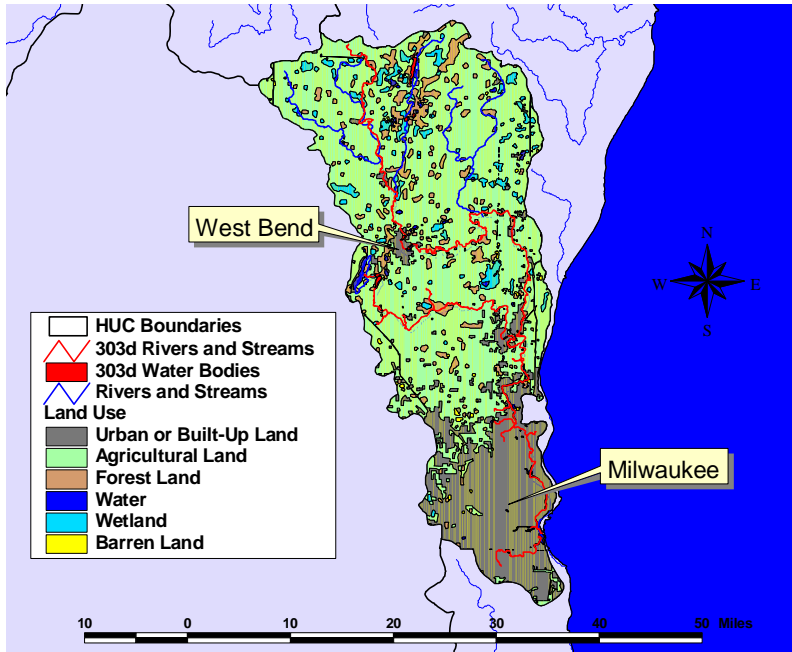 West Bend
N
W
E
S
HUC Boundaries
303d Rivers and Streams
303d Water Bodies
Rivers and Streams
Land Use
Urban or Built-Up Land
Agricultural Land
Forest Land
Water
Wetland
Barren Land
Milwaukee
10 0 10 20 30 40 50 Miles